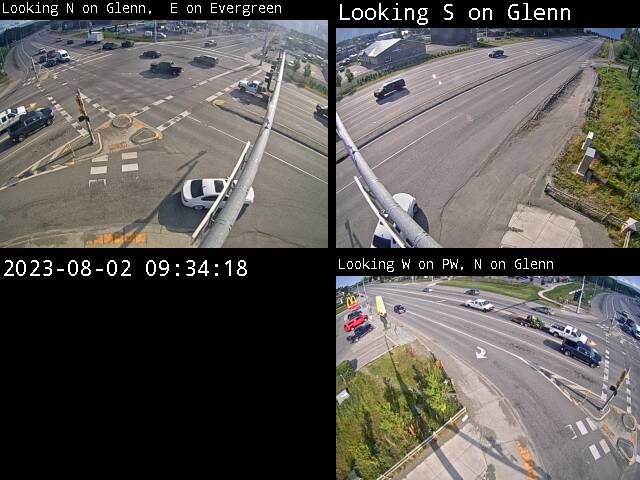 Looking N on Glenn,  E on Evergreen
Looking S on Glenn
2023-08-02 09:34:18
Looking W on PW, N on Glenn